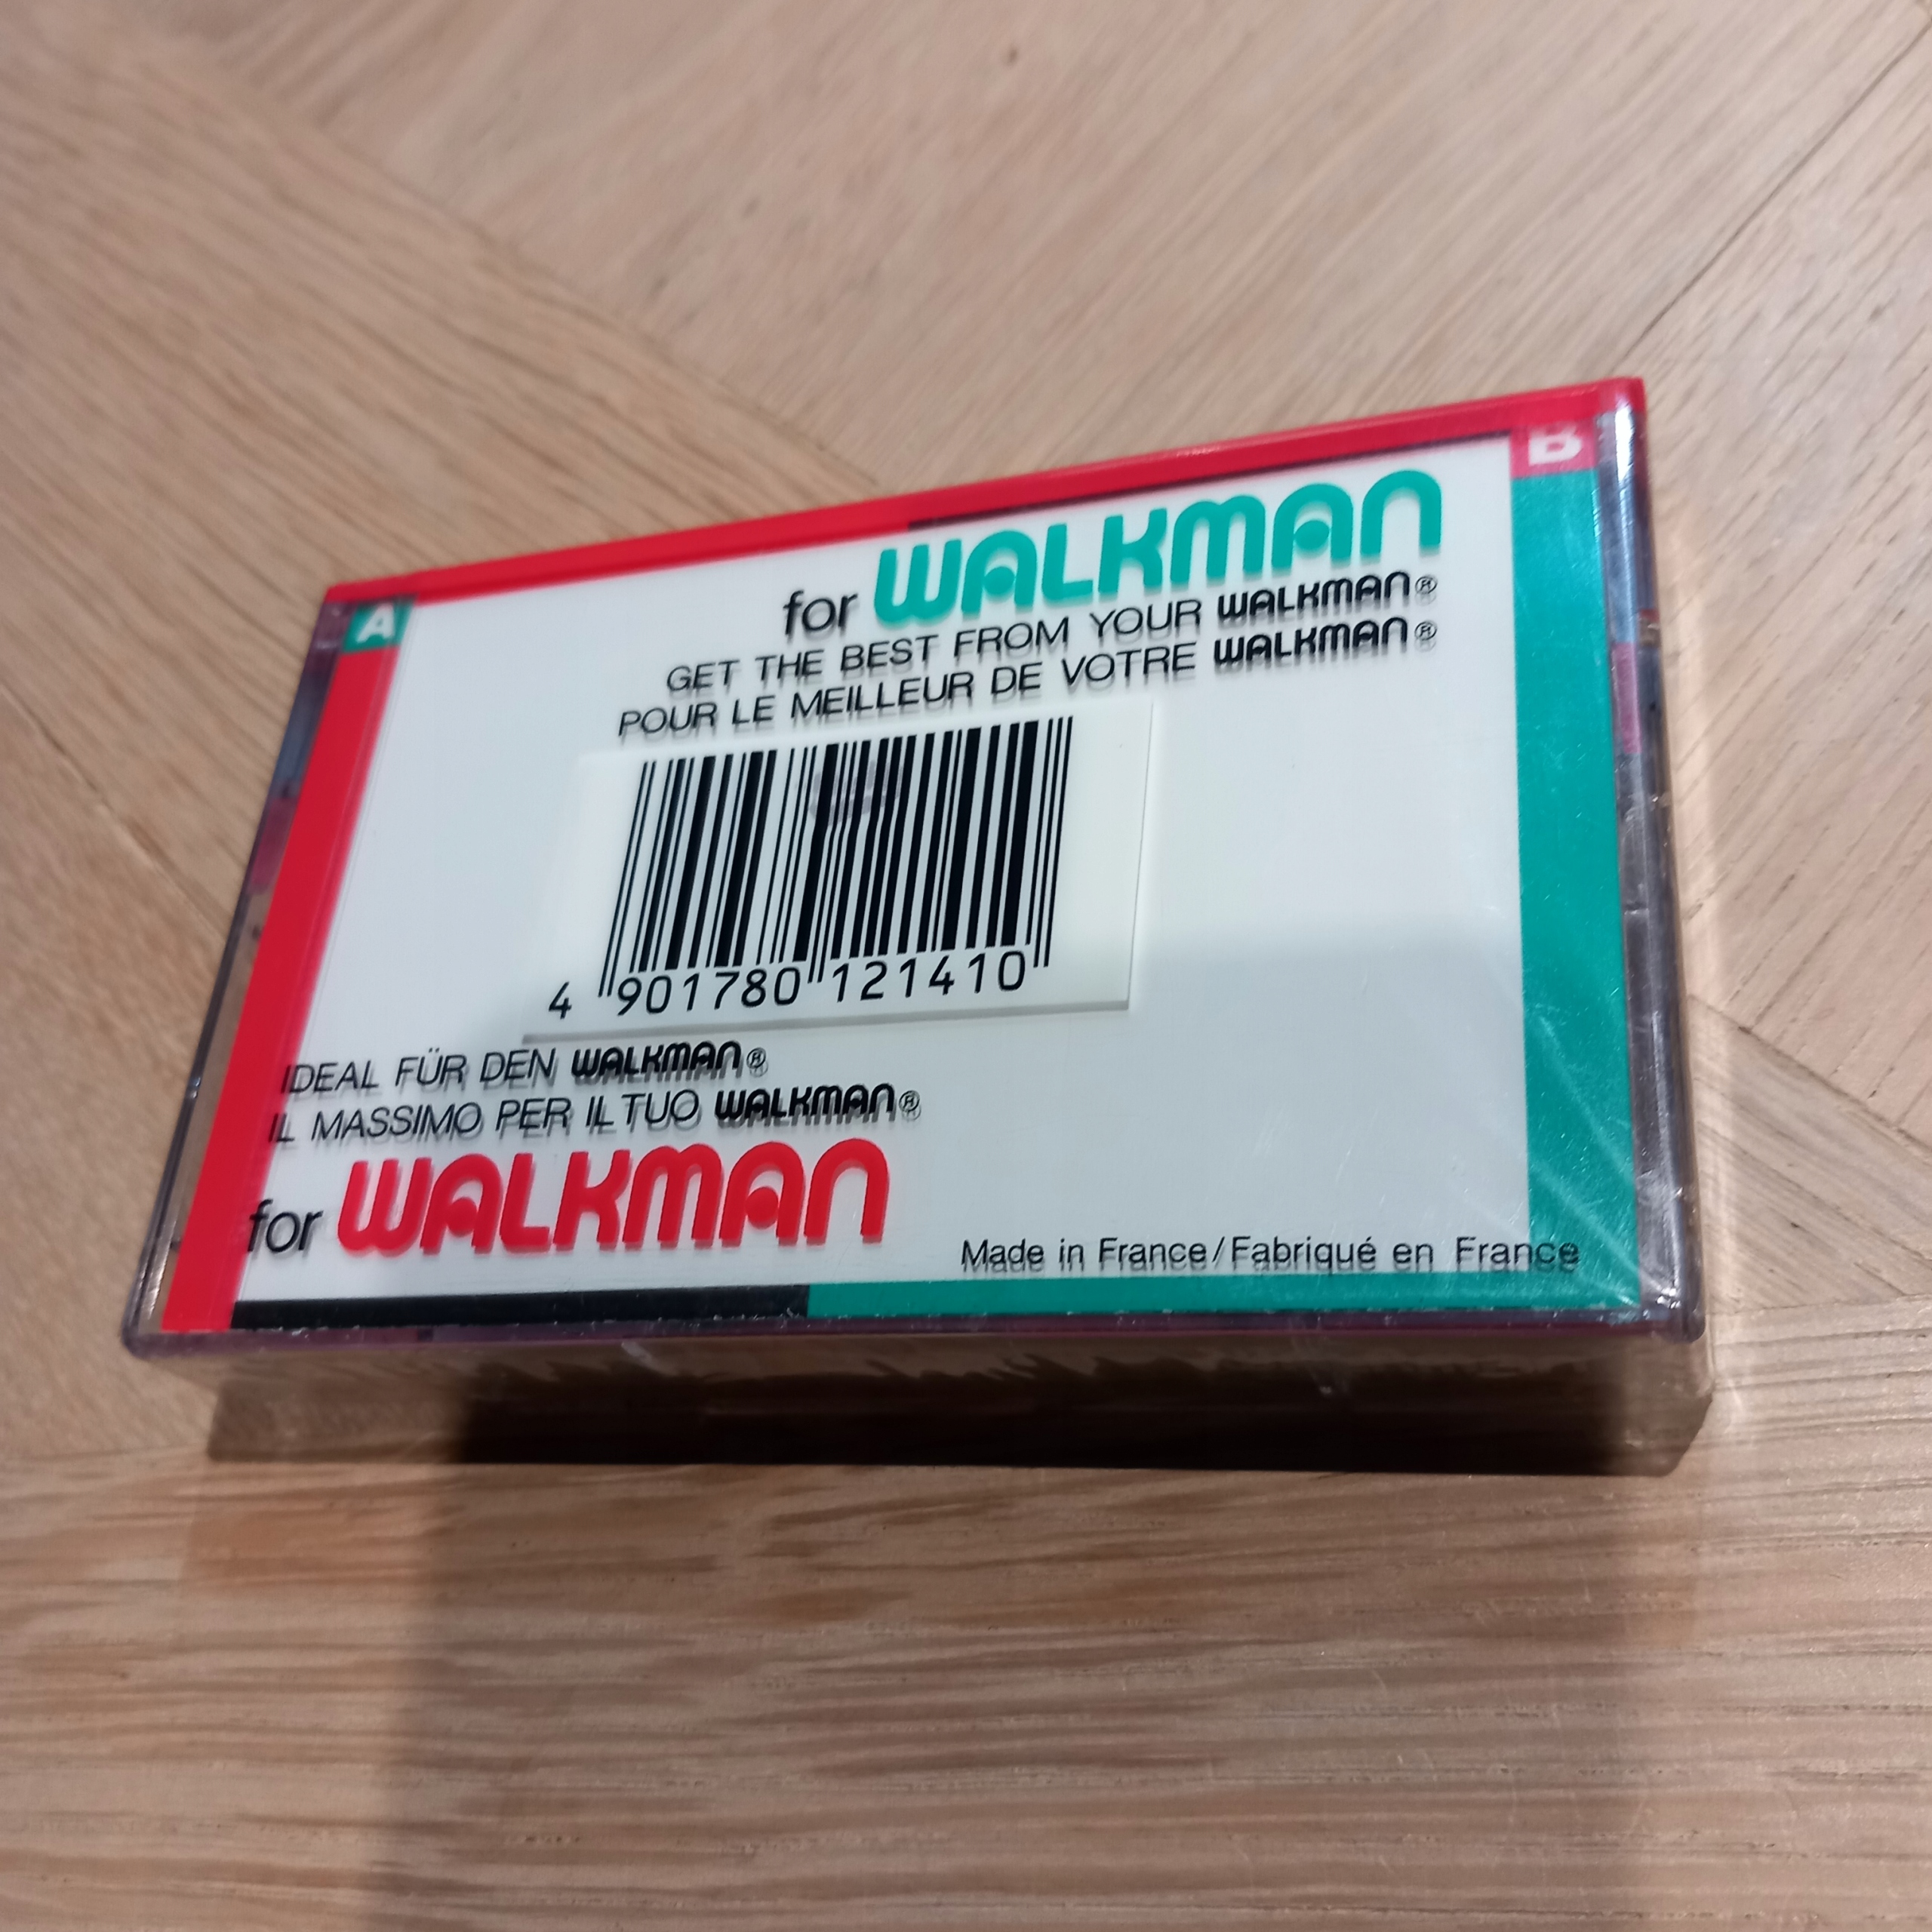 A
B
for WALKMAN
GET THE BEST FROM YOUR WALKMAN®
POUR LE MEILLEUR DE VOTRE WALKMAN®
4 901780 121410
IDEAL FÜR DEN WALKMAN®
IL MASSIMO PER IL TUO WALKMAN®
for WALKMAN
Made in France/Fabriqué en France